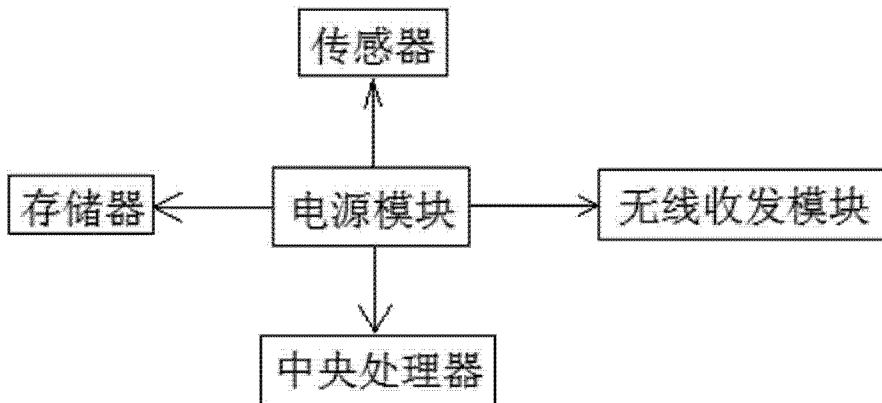 传感器
存储器
电源模块
无线收发模块
中央处理器